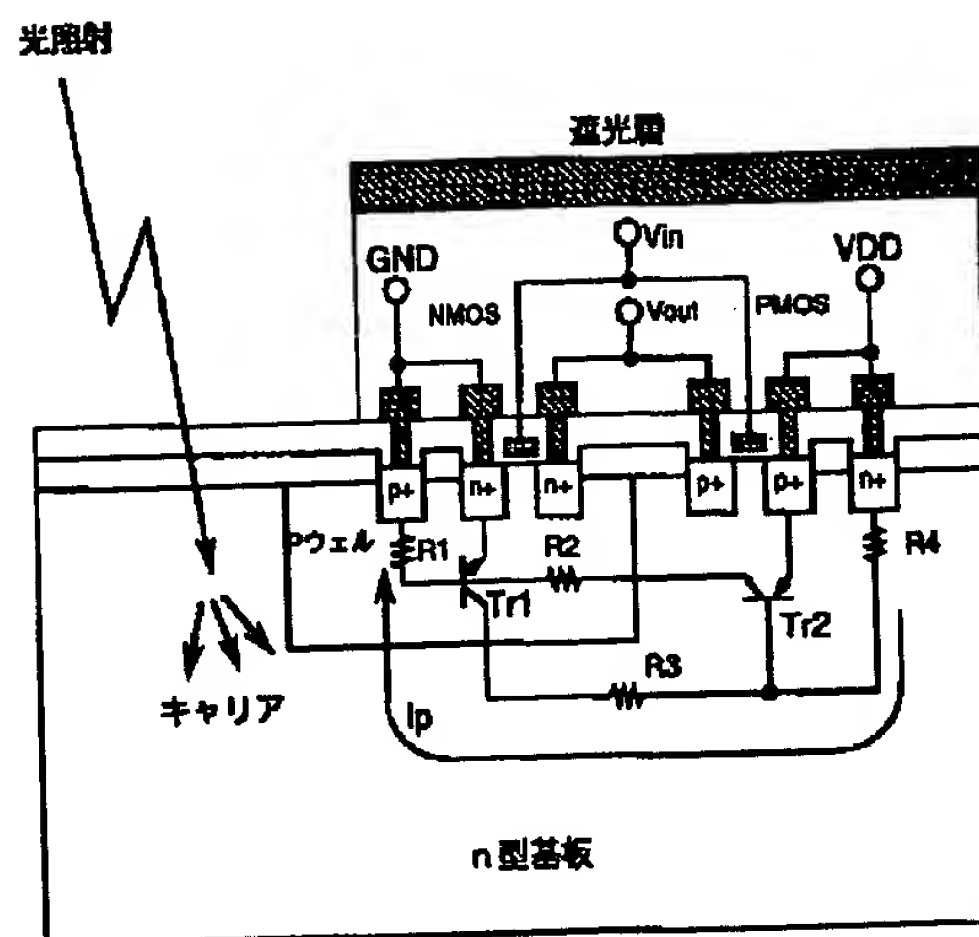 光照射
遮光層
Vin
GND
VDD
NMOS
Vout
PMOS
p+
n+
n+
p+
p+
n+
Pウェル
R1
R2
R4
Tr1
Tr2
R3
キャリア
Ip
n型基板